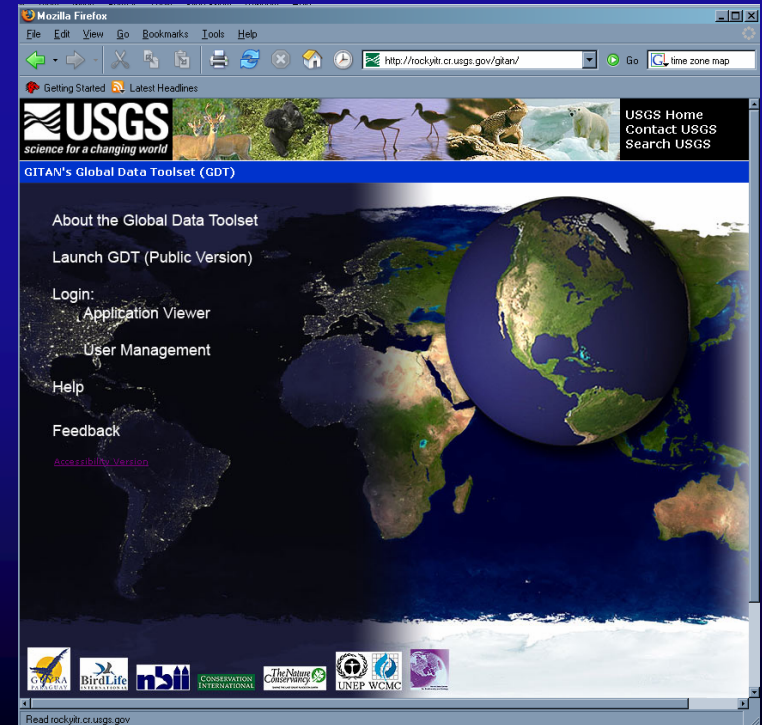 Mozilla Firefox
File Edit View Go Bookmarks Tools Help
http://rockyitr.cr.usgs.gov/gitan/
Go
time zone map
Getting Started
Latest Headlines
USGS
science for a changing world
USGS Home
Contact USGS
Search USGS
GITAN's Global Data Toolset (GDT)
About the Global Data Toolset
Launch GDT (Public Version)
Login:
Application Viewer
User Management
Help
Feedback
Accessibility Version
GUYRA
PARAGUAY
BirdLife
INTERNATIONAL
nbii
CONSERVATION
INTERNATIONAL
The Nature
Conservancy
UNEP WCMC
Read rockyitr.cr.usgs.gov